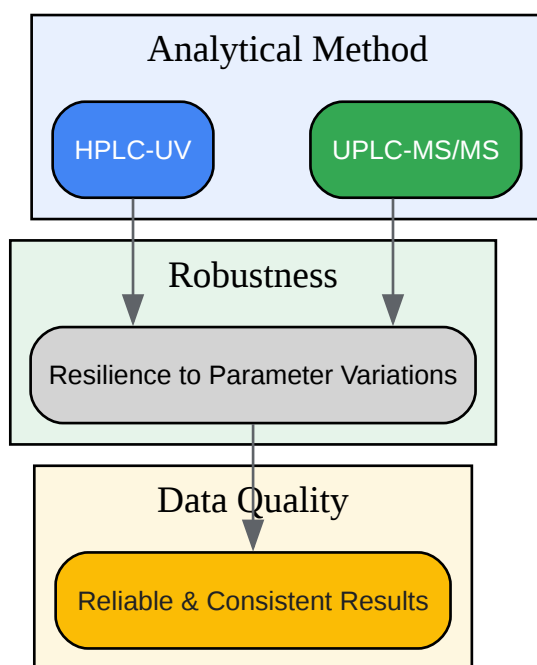 Analytical Method
HPLC-UV
UPLC-MS/MS
Robustness
Resilience to Parameter Variations
Data Quality
Reliable & Consistent Results